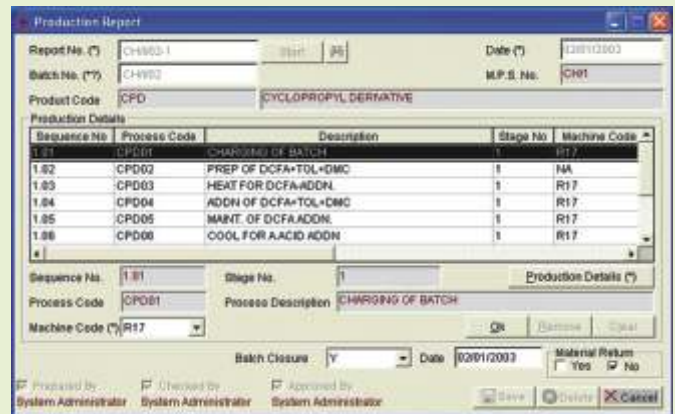 Production Report
Report No. (*) CHW02-1 Start Date (*) 02/01/2003
Batch No. (*?) CHW02 M.P.S. No. CH#1
Product Code CPD CYCLOPROPYL DERIVATIVE
Production Details
Sequence No Process Code Description Stage No Machine Code
1.01 CPD01 CHARGING OF BATCH 1 R17
1.02 CPD02 PREP OF DCFA+TOL+DMC 1 NA
1.03 CPD03 HEAT FOR DCFA-ADDN. 1 R17
1.04 CPD04 ADDN OF DCFA+TOL+DMC 1 R17
1.05 CPD05 MAINT. OF DCFA ADDN. 1 R17
1.06 CPD06 COOL FOR A.ACID ADDN 1 R17
Sequence No. 1.01 Stage No. 1 Production Details (*)
Process Code CPD01 Process Description CHARGING OF BATCH
Machine Code (*) R17 Ok Remove Clear
Batch Closure Y Date 02/01/2003 Material Return Yes No
Prepared By Checked By Approved By
System Administrator System Administrator System Administrator Save Delete Cancel